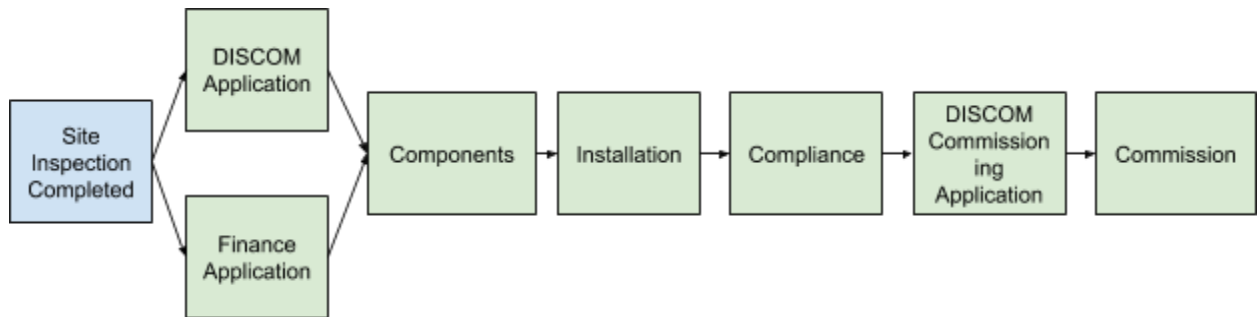 Site
Inspection
Completed
DISCOM
Application
Finance
Application
Components
Installation
Compliance
DISCOM
Commission
ing
Application
Commission